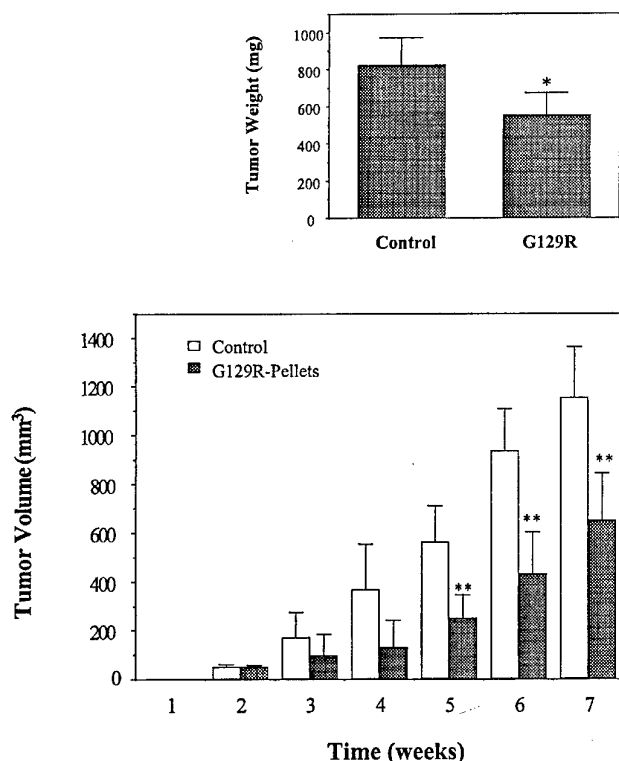 Tumor Weight (mg)
1000
800
600
400
200
0
*
Control
G129R
Tumor Volume (mm³)
1400
1200
1000
800
600
400
200
0
Control
G129R-Pellets
**
**
**
1 2 3 4 5 6 7
Time (weeks)